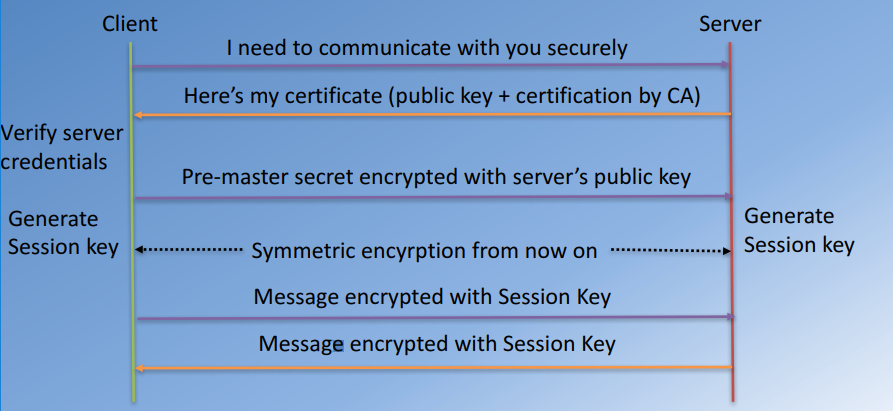 Client
Server
I need to communicate with you securely
Here's my certificate (public key + certification by CA)
Verify server
credentials
Pre-master secret encrypted with server's public key
Generate
Session key
Generate
Session key
Symmetric encyrption from now on
Message encrypted with Session Key
Message encrypted with Session Key